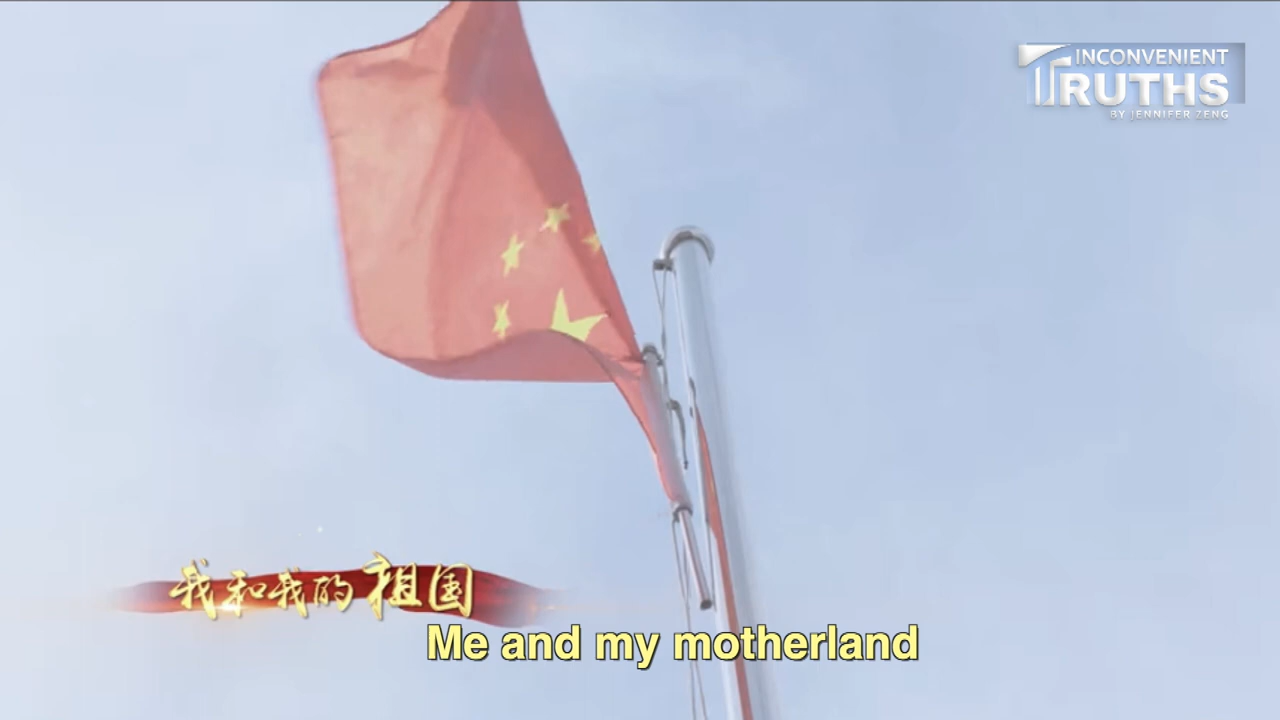 INCONVENIENT
TRUTHS
BY JENNIFER ZENG
我和我的祖国
Me and my motherland